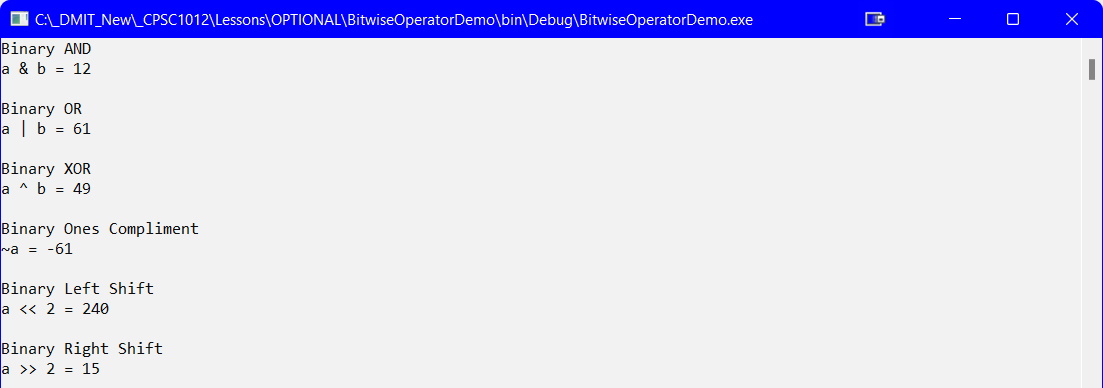 C:\_DMIT_New\_CPSC1012\Lessons\OPTIONAL\BitwiseOperatorDemo\bin\Debug\BitwiseOperatorDemo.exe
Binary AND
a & b = 12
Binary OR
a | b = 61
Binary XOR
a ^ b = 49
Binary Ones Compliment
~a = -61
Binary Left Shift
a << 2 = 240
Binary Right Shift
a >> 2 = 15